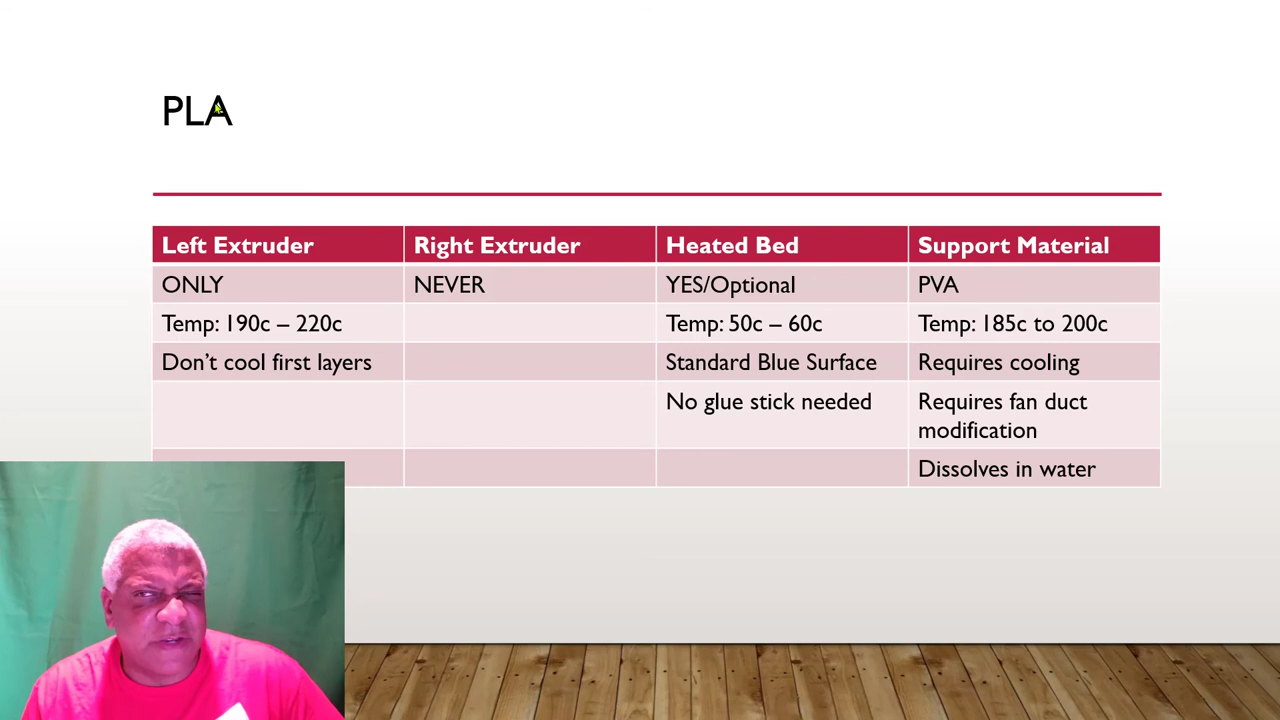 PLA
Left Extruder Right Extruder Heated Bed Support Material
ONLY NEVER YES/Optional PVA
Temp: 190c – 220c Temp: 50c – 60c Temp: 185c to 200c
Don’t cool first layers Standard Blue Surface Requires cooling
No glue stick needed Requires fan duct
modification
Dissolves in water